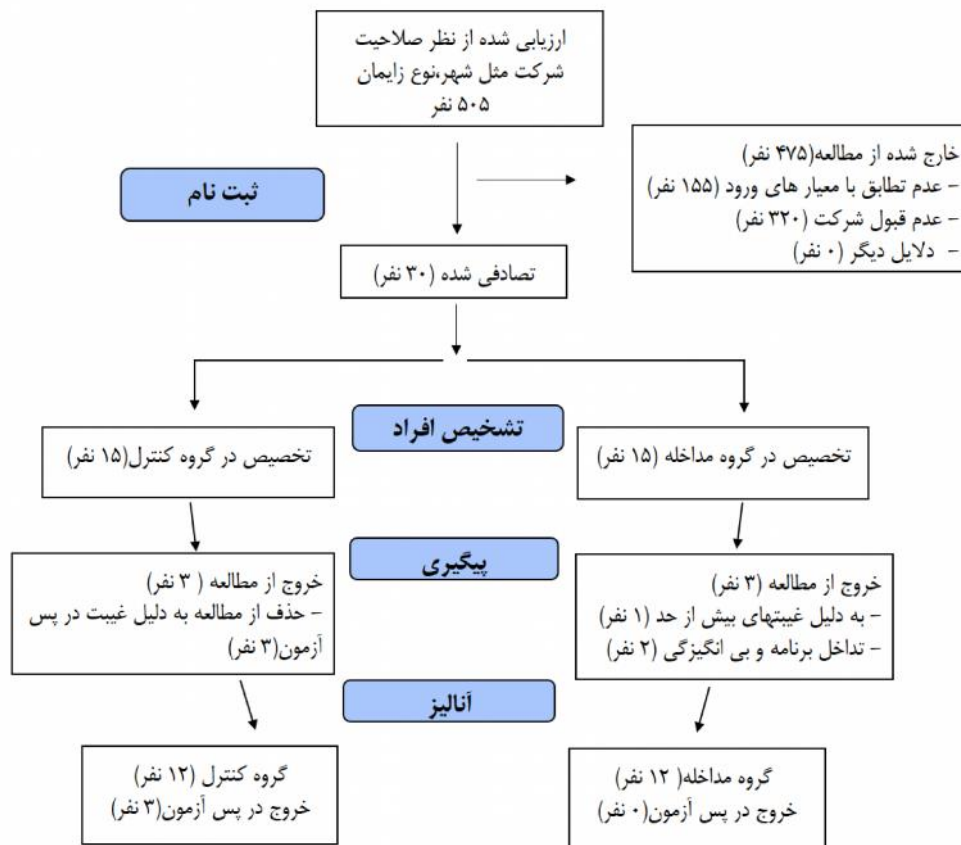 ارزیابی شده از نظر صلاحیت
شرکت مثل شهر،نوع زایمان
۵۰۵ نفر
خارج شده از مطالعه(۴۷۵ نفر)
- عدم تطابق با معیار های ورود (۱۵۵ نفر)
- عدم قبول شرکت (۳۲۰ نفر)
- دلایل دیگر (۰ نفر)
ثبت نام
تصادفی شده (۳۰ نفر)
تشخیص افراد
تخصیص در گروه مداخله (۱۵ نفر)
تخصیص در گروه کنترل(۱۵ نفر)
پیگیری
خروج از مطالعه (۳ نفر)
- به دلیل غیبتهای بیش از حد (۱ نفر)
- تداخل برنامه و بی انگیزگی (۲ نفر)
خروج از مطالعه ( ۳ نفر)
- حذف از مطالعه به دلیل غیبت در پس
آزمون(۳ نفر)
آنالیز
گروه مداخله( ۱۲ نفر)
خروج در پس آزمون(۰ نفر)
گروه کنترل (۱۲ نفر)
خروج در پس آزمون(۳ نفر)